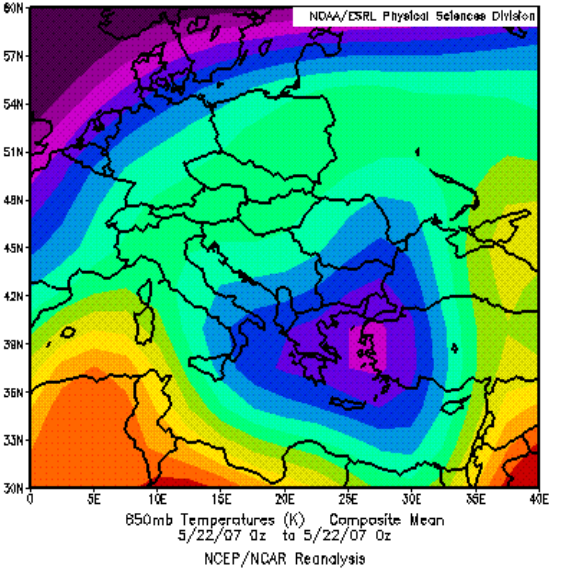 NOAA/ESRL Physical Sciences Division
60N
57N
54N
51N
48N
45N
42N
39N
36N
33N
30N
0 5E 10E 15E 20E 25E 30E 35E 40E
850mb Temperatures (K) Composite Mean
5/22/07 0z to 5/22/07 0z
NCEP/NCAR Reanalysis